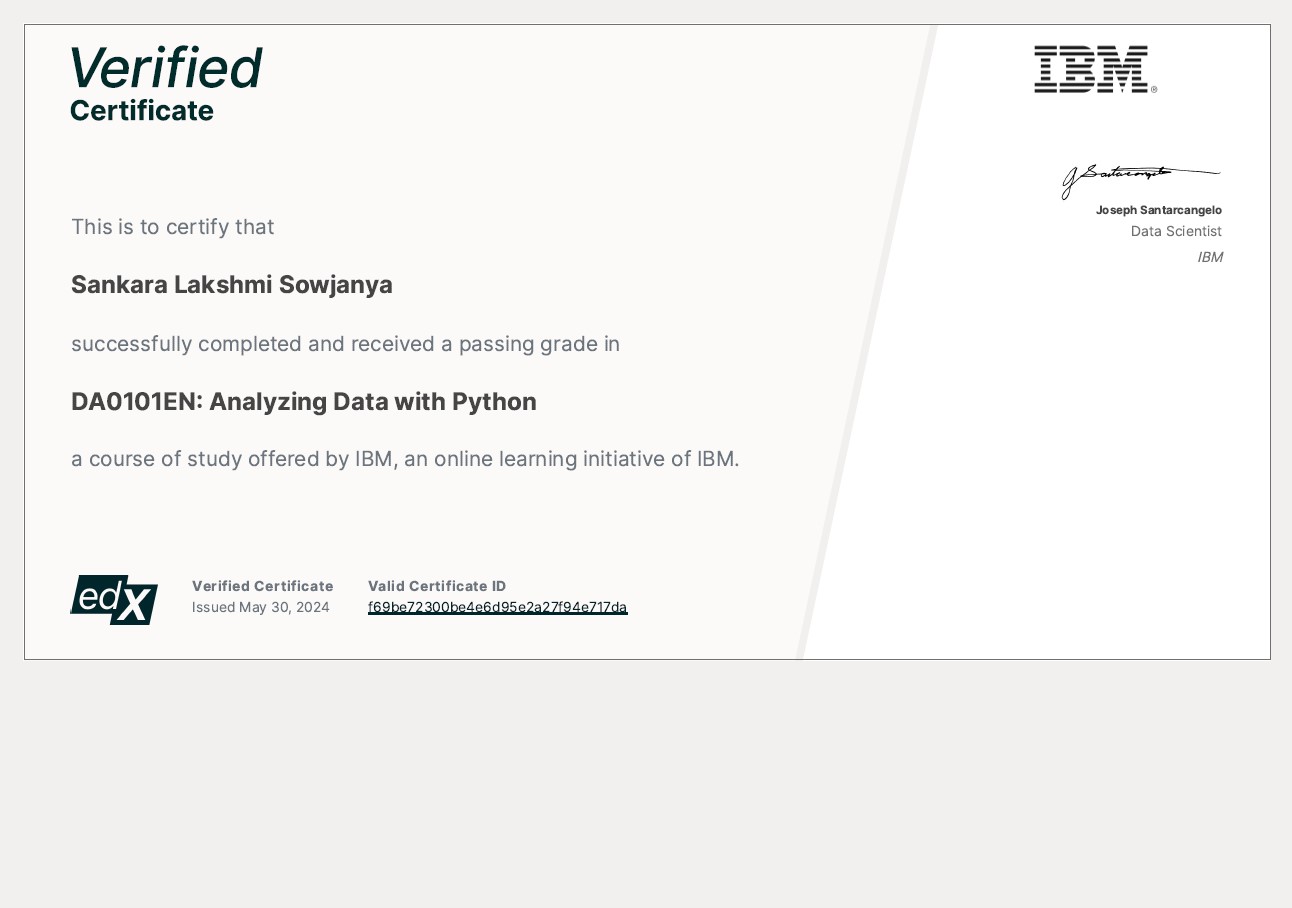 Verified
Certificate
IBM®
Joseph Santarcangelo
Data Scientist
IBM
This is to certify that
Sankara Lakshmi Sowjanya
successfully completed and received a passing grade in
DA0101EN: Analyzing Data with Python
a course of study offered by IBM, an online learning initiative of IBM.
edX
Verified Certificate
Issued May 30, 2024
Valid Certificate ID
f69be72300be4e6d95e2a27f94e717da